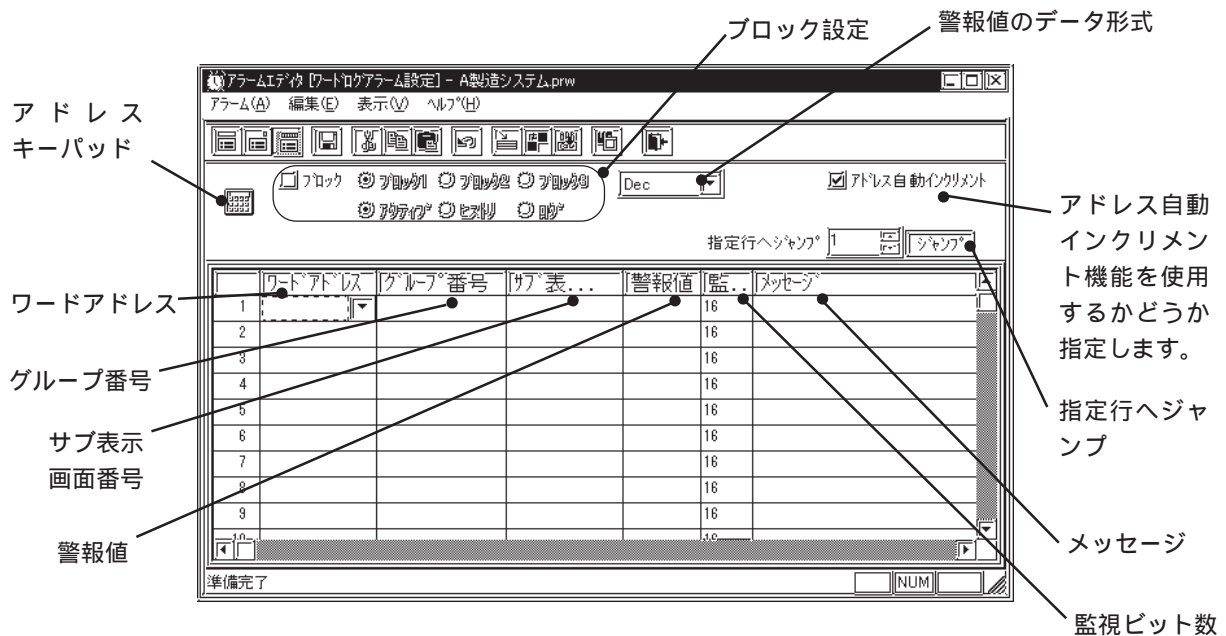 ブロック設定
警報値のデータ形式
アドレス
キーパッド
アラームエディタ [ワードログアラーム設定] - A製造システム.prw
アラーム(A) 編集(E) 表示(V) ヘルプ(H)
ブロック ブロック1 ブロック2 ブロック3
アクティブ ヒストリ ログ
Dec
アドレス自動インクリメント
指定行へジャンプ 1 ジャンプ
アドレス自動
インクリメン
ト機能を使用
するかどうか
指定します。
ワードアドレス
グループ番号
サブ表示
画面番号
警報値
ワードアドレス グループ番号 サブ表... 警報値 監.. メッセージ
1 16
2 16
3 16
4 16
5 16
6 16
7 16
8 16
9 16
10 16
指定行へジャ
ンプ
メッセージ
監視ビット数
準備完了 NUM